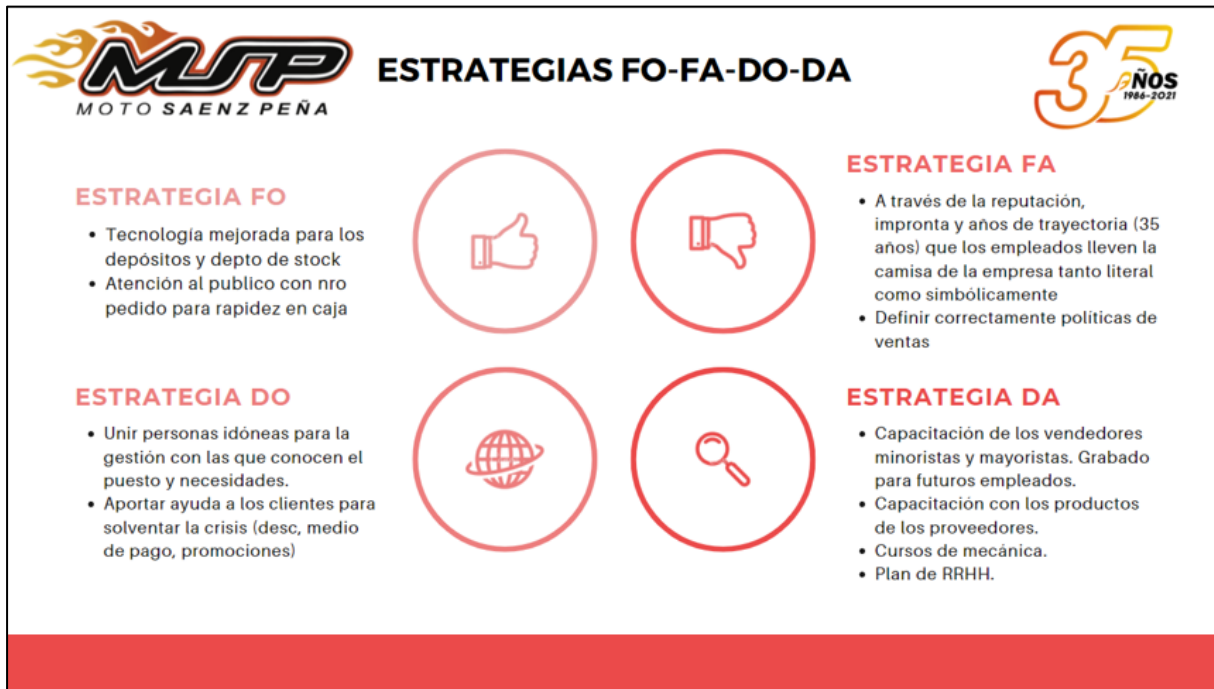 MSP
MOTO SAENZ PEÑA
ESTRATEGIAS FO-FA-DO-DA
35
AÑOS
1986-2021
ESTRATEGIA FO
• Tecnología mejorada para los
depósitos y depto de stock
• Atención al publico con nro
pedido para rapidez en caja
ESTRATEGIA FA
• A través de la reputación,
impronta y años de trayectoria (35
años) que los empleados lleven la
camisa de la empresa tanto literal
como simbólicamente
• Definir correctamente políticas de
ventas
ESTRATEGIA DO
• Unir personas idóneas para la
gestión con las que conocen el
puesto y necesidades.
• Aportar ayuda a los clientes para
solventar la crisis (desc, medio
de pago, promociones)
ESTRATEGIA DA
• Capacitación de los vendedores
minoristas y mayoristas. Grabado
para futuros empleados.
• Capacitación con los productos
de los proveedores.
• Cursos de mecánica.
• Plan de RRHH.